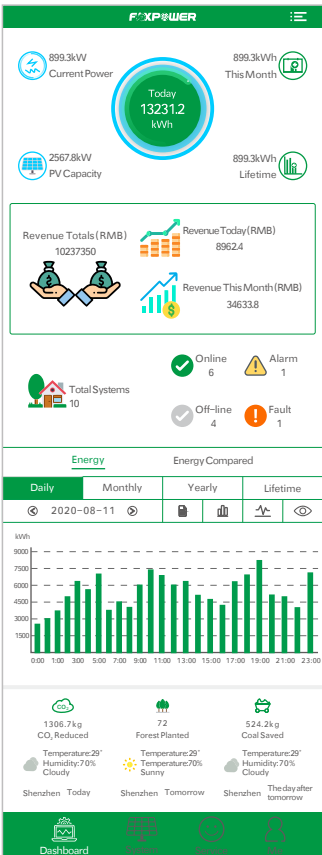 FOXPOWER
899.3kW
Current Power
899.3kWh
This Month
Today
13231.2
kWh
2567.8kW
PV Capacity
899.3kWh
Lifetime
Revenue Totals (RMB)
10237350
Revenue Today (RMB)
8962.4
Revenue This Month (RMB)
34633.8
Total Systems
10
Online
6
Alarm
1
Off-line
4
Fault
1
Energy Energy Compared
Daily Monthly Yearly Lifetime
2020-08-11
kWh
9000
7500
6000
4500
3000
1500
0:00 1:00 3:00 5:00 7:00 9:00 11:00 13:00 15:00 17:00 19:00 21:00 23:00
CO₂
1306.7kg
CO₂ Reduced
72
Forest Planted
524.2kg
Coal Saved
Temperature:29°
Humidity:70%
Cloudy
Shenzhen Today
Temperature:29°
Temperature:70%
Sunny
Shenzhen Tomorrow
Temperature:29°
Humidity:70%
Cloudy
Shenzhen The day after tomorrow
Dashboard